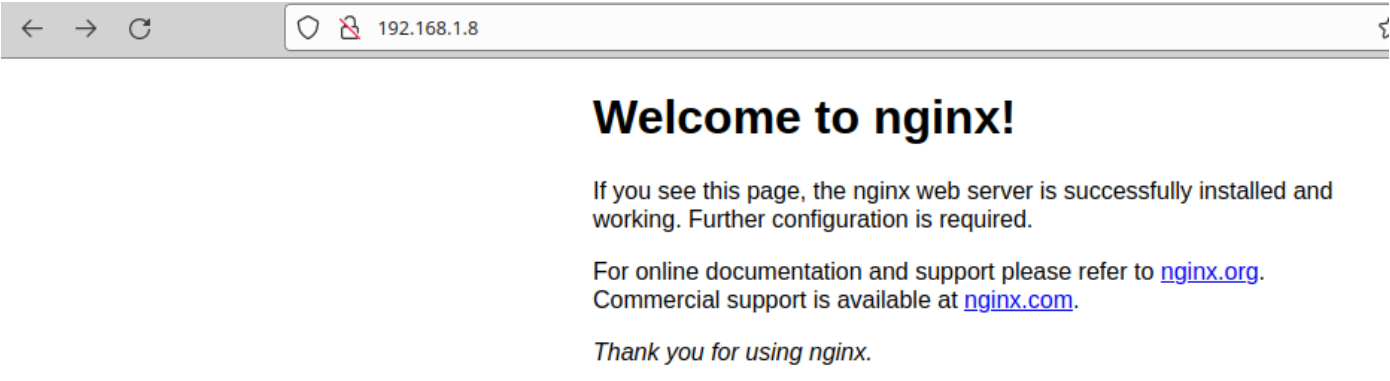 192.168.1.8
Welcome to nginx!
If you see this page, the nginx web server is successfully installed and
working. Further configuration is required.
For online documentation and support please refer to nginx.org.
Commercial support is available at nginx.com.
Thank you for using nginx.